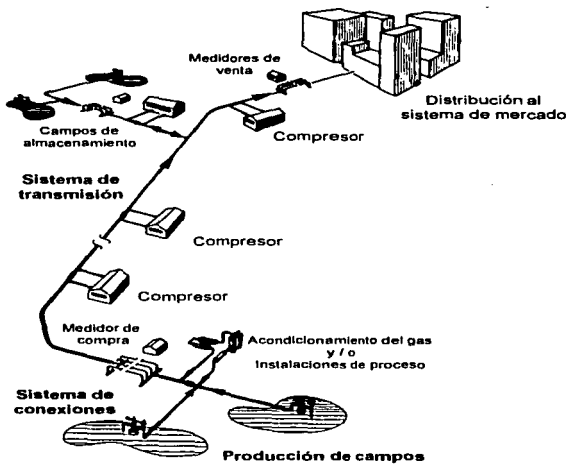 Medidores de
venta
Distribución al
sistema de mercado
Campos de
almacenamiento
Compresor
Sistema de
transmisión
Compresor
Compresor
Medidor de
compra
Acondicionamiento del gas
y / o
Instalaciones de proceso
Sistema de
conexiones
Producción de campos